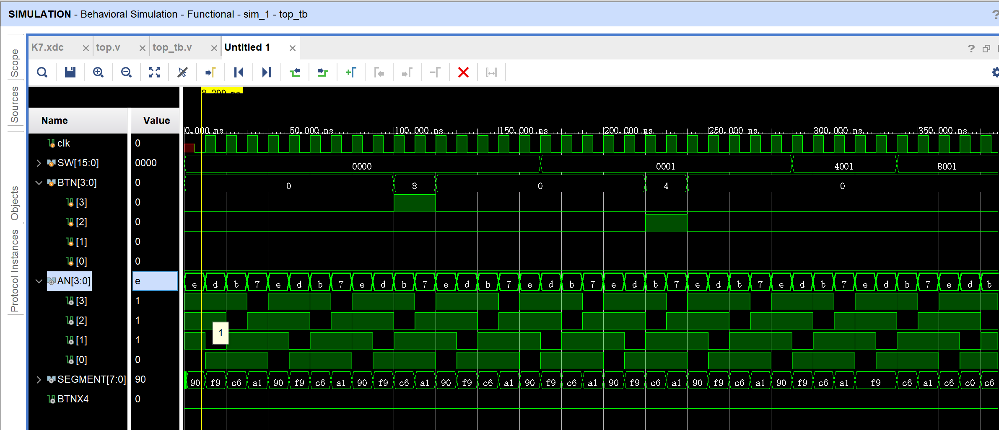 SIMULATION - Behavioral Simulation - Functional - sim_1 - top_tb
?
Scope
Sources
Objects
Protocol Instances
K7.xdc
top.v
top_tb.v
Untitled 1
?
8.200 ns
Name Value
0.000 ns 50.000 ns 100.000 ns 150.000 ns 200.000 ns 250.000 ns 300.000 ns 350.000 ns
clk 0
SW[15:0] 0000 0000 0001 4001 8001
BTN[3:0] 0 0 8 0 4 0
[3] 0
[2] 0
[1] 0
[0] 0
AN[3:0] e e d b 7 e d b 7 e d b 7 e d b 7 e d b 7 e d b 7 e d b 7 e d b 7 e d b 7 e d b
[3] 1
[2] 1
1
[1] 1
[0] 0
SEGMENT[7:0] 90 90 f9 c6 a1 90 f9 c6 a1 90 f9 c6 a1 90 f9 c6 a1 90 f9 c6 a1 90 f9 c6 a1 90 f9 c6 a1 90 f9 c6 a1 f9 c6 a1 c6 c0 c6
BTNX4 0